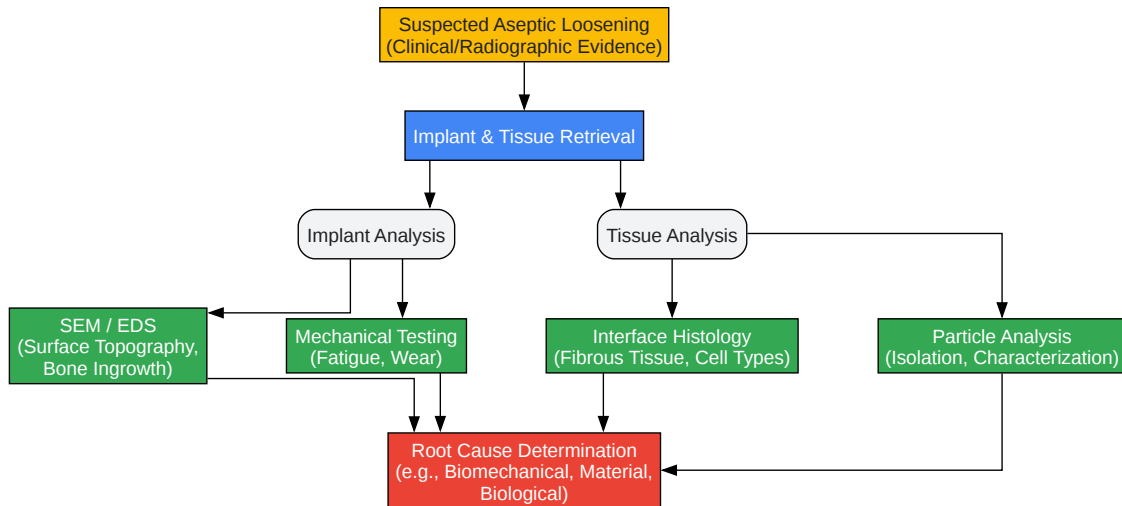 Suspected Aseptic Loosening
(Clinical/Radiographic Evidence)
Implant & Tissue Retrieval
Implant Analysis
Tissue Analysis
SEM / EDS
(Surface Topography,
Bone Ingrowth)
Mechanical Testing
(Fatigue, Wear)
Interface Histology
(Fibrous Tissue, Cell Types)
Particle Analysis
(Isolation, Characterization)
Root Cause Determination
(e.g., Biomechanical, Material,
Biological)